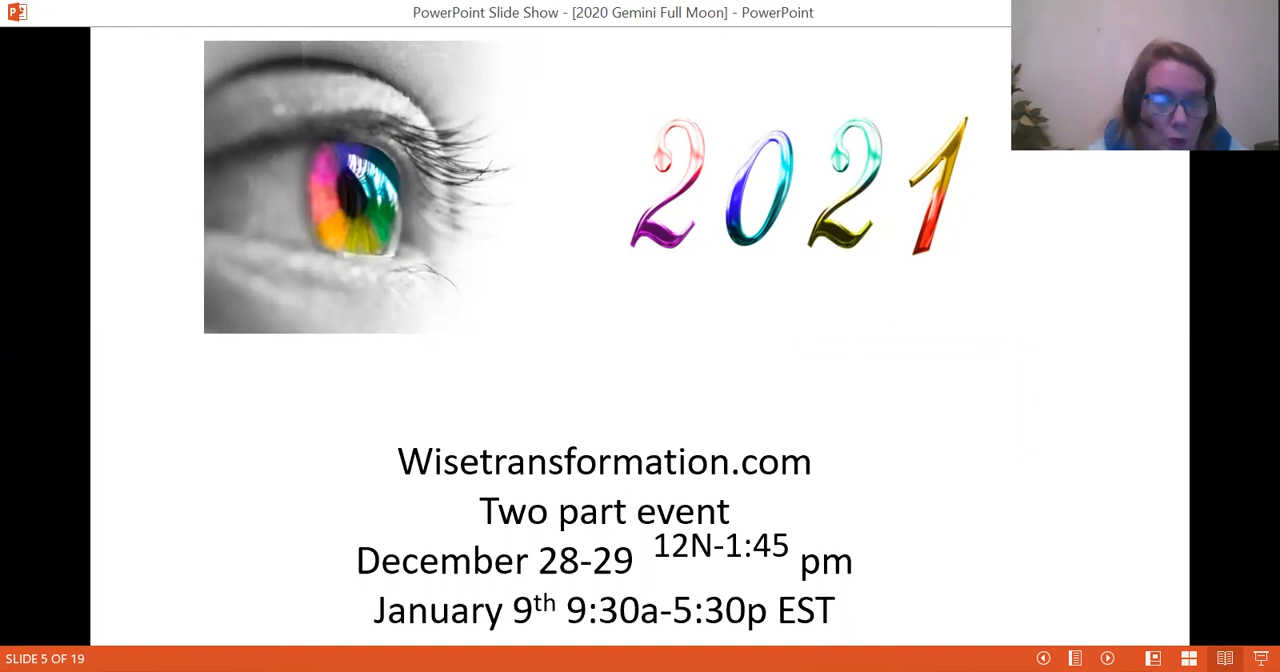 PowerPoint Slide Show - [2020 Gemini Full Moon] - PowerPoint
2021
Wisetransformation.com
Two part event
December 28-29 12N-1:45 pm
January 9th 9:30a-5:30p EST
SLIDE 5 OF 19